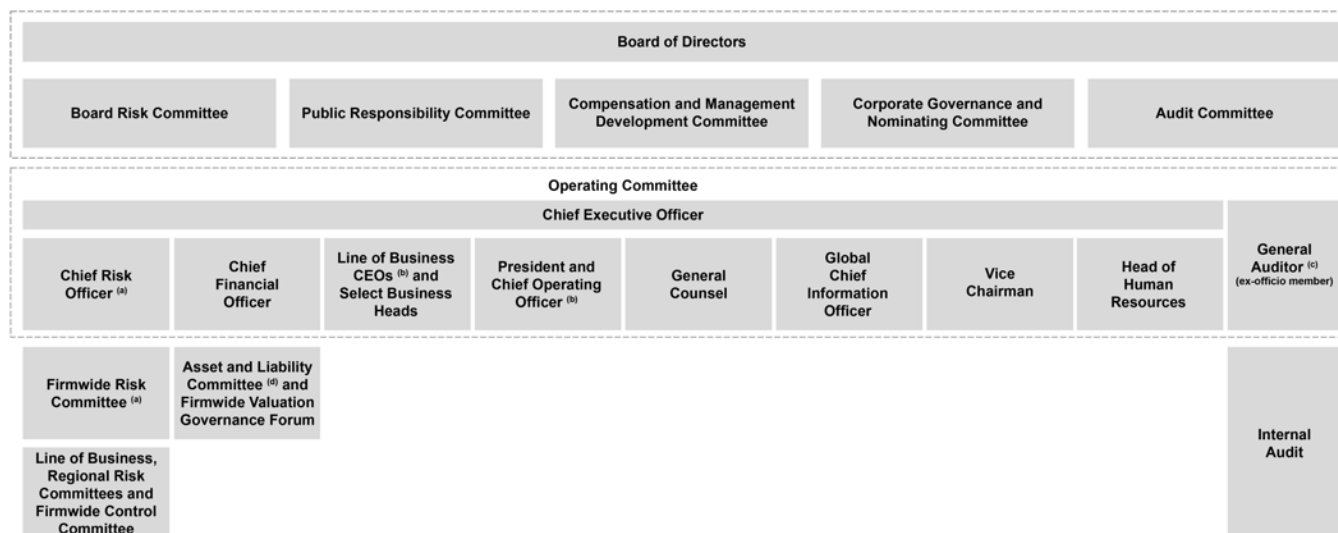 Board of Directors
Board Risk Committee
Public Responsibility Committee
Compensation and Management
Development Committee
Corporate Governance and
Nominating Committee
Audit Committee
Operating Committee
Chief Executive Officer
Chief Risk
Officer (a)
Chief
Financial
Officer
Line of Business
CEOs (b) and
Select Business
Heads
President and
Chief Operating
Officer (b)
General
Counsel
Global
Chief
Information
Officer
Vice
Chairman
Head of
Human
Resources
General
Auditor (c)
(ex-officio member)
Firmwide Risk
Committee (a)
Asset and Liability
Committee (d) and
Firmwide Valuation
Governance Forum
Internal
Audit
Line of Business,
Regional Risk
Committees and
Firmwide Control
Committee